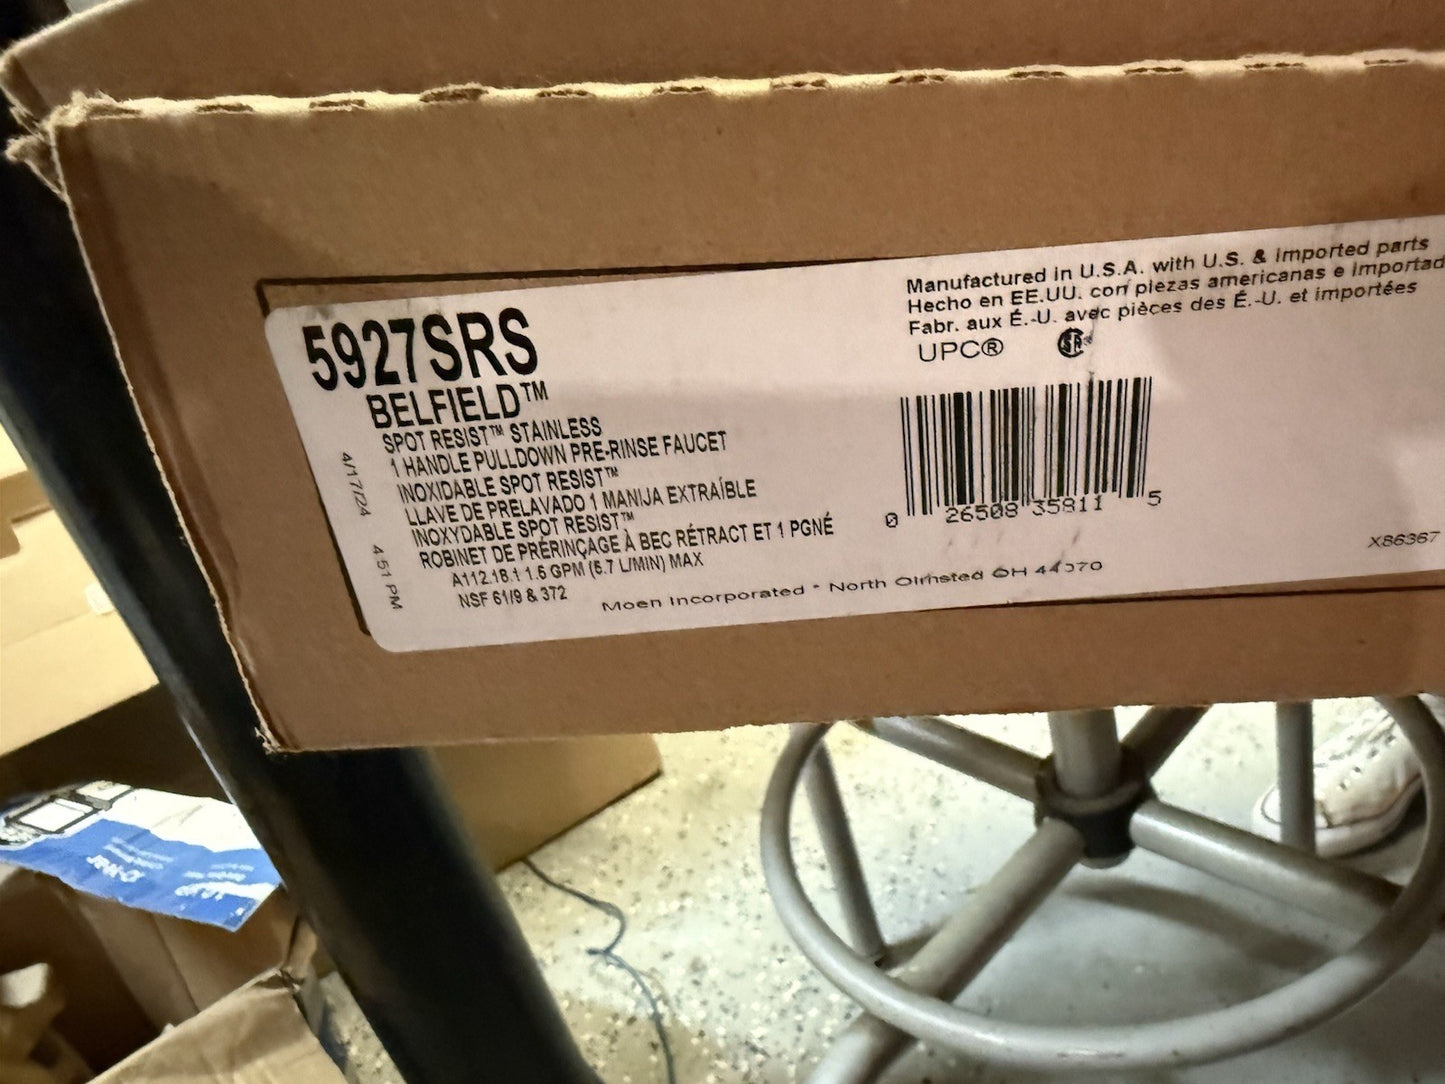 5927SRS
BELFIELD™
SPOT RESIST™ STAINLESS
1 HANDLE PULLDOWN PRE-RINSE FAUCET
INOXIDABLE SPOT RESIST™
LLAVE DE PRELAVADO 1 MANIJA EXTRAÍBLE
INOXYDABLE SPOT RESIST™
ROBINET DE PRÉRINÇAGE À BEC RÉTRACT ET 1 PGNÉ
A112.18.1 1.5 GPM (5.7 L/MIN) MAX
NSF 61/9 & 372
4/17/24 4:51 PM
Manufactured in U.S.A. with U.S. & imported parts
Hecho en EE.UU. con piezas americanas e importad
Fabr. aux É.-U. avec pièces des É.-U. et importées
UPC®
0 26508 35811 5
X86367
Moen Incorporated * North Olmsted OH 44070